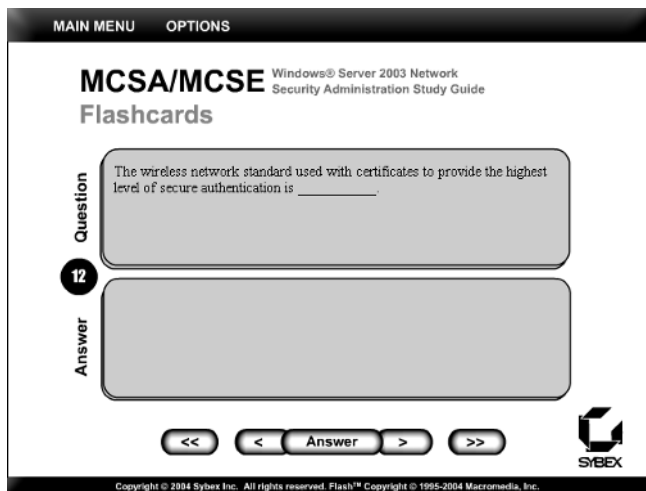 MAIN MENU OPTIONS
MCSA/MCSE Windows® Server 2003 Network
Security Administration Study Guide
Flashcards
Question
The wireless network standard used with certificates to provide the highest
level of secure authentication is ___________.
12
Answer
<< < Answer > >>
SYBEX
Copyright © 2004 Sybex Inc. All rights reserved. Flash™ Copyright © 1995-2004 Macromedia, Inc.